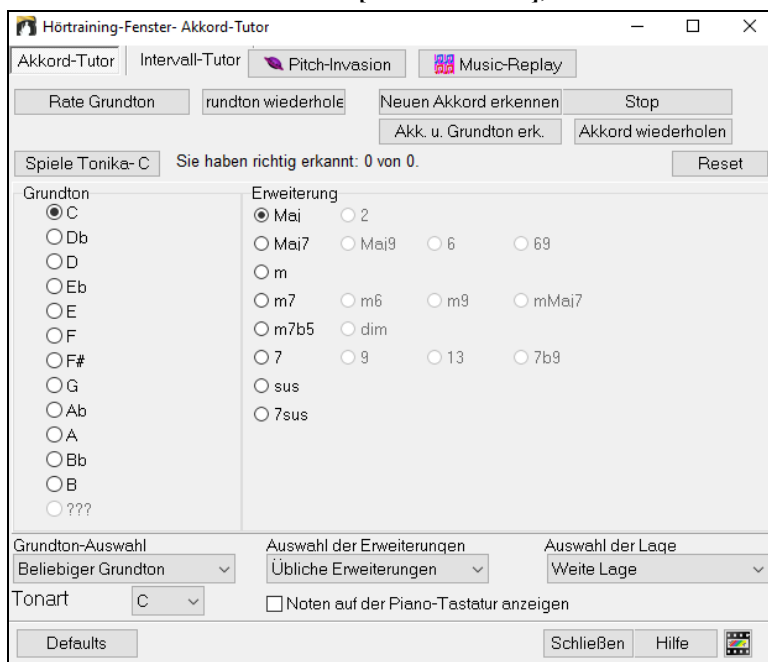 Hörtraining-Fenster- Akkord-Tutor
Akkord-Tutor Intervall-Tutor Pitch-Invasion Music-Replay
Rate Grundton rundton wiederhole Neuen Akkord erkennen Stop
Akk. u. Grundton erk. Akkord wiederholen
Spiele Tonika- C Sie haben richtig erkannt: 0 von 0. Reset
Grundton Erweiterung
C Maj 2
Db Maj7 Maj9 6 69
D m
Eb m7 m6 m9 mMaj7
E m7b5 dim
F 7 9 13 7b9
F# sus
G 7sus
Ab
A
Bb
B
???
Grundton-Auswahl Auswahl der Erweiterungen Auswahl der Lage
Beliebiger Grundton Übliche Erweiterungen Weite Lage
Tonart C Noten auf der Piano-Tastatur anzeigen
Defaults Schließen Hilfe